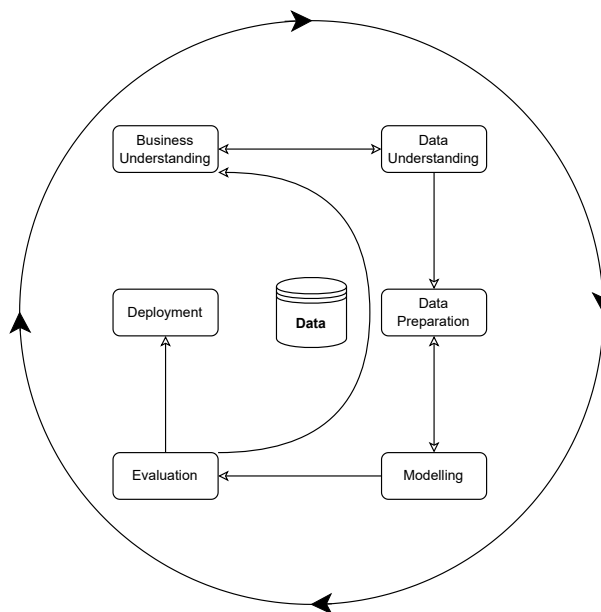 Business
Understanding
Data
Understanding
Deployment
Data
Data
Preparation
Evaluation
Modelling